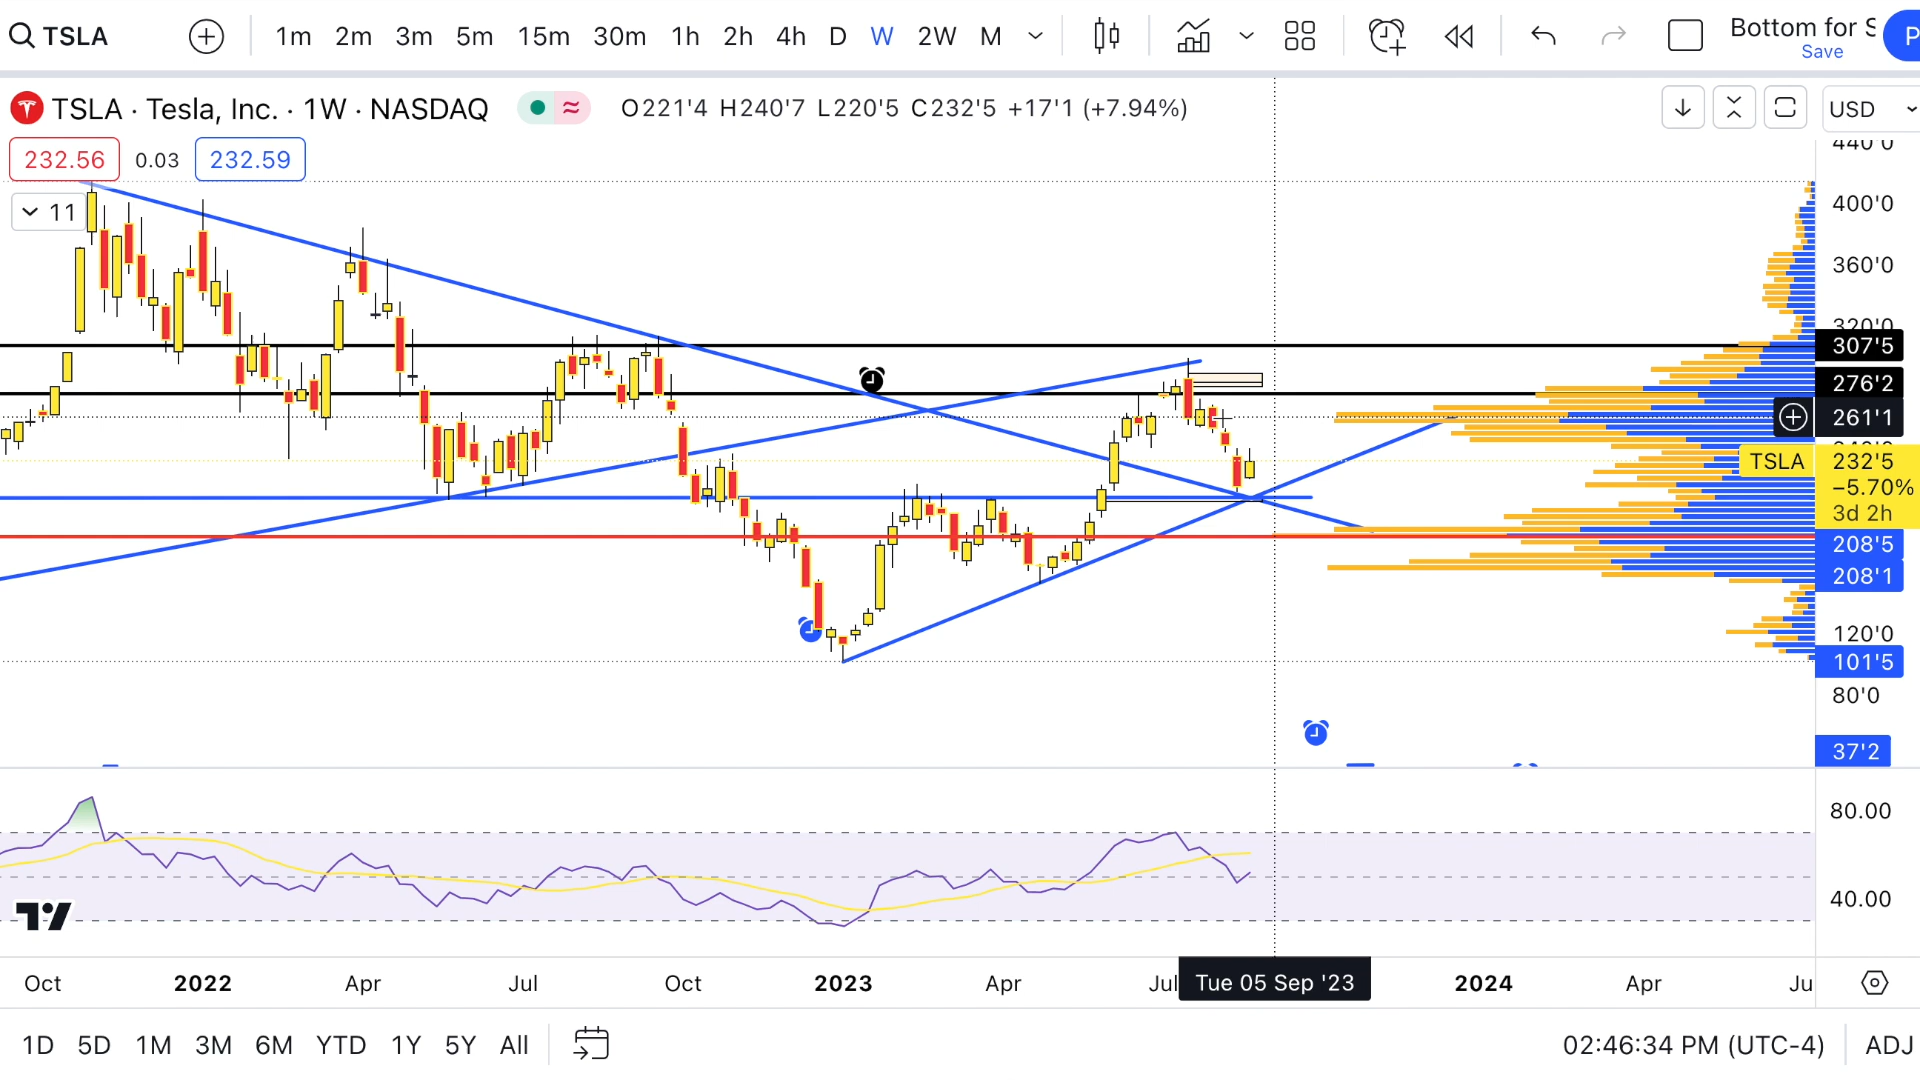 TSLA 1m 2m 3m 5m 15m 30m 1h 2h 4h D W 2W M Bottom for S P
Save
TSLA · Tesla, Inc. · 1W · NASDAQ O221'4 H240'7 L220'5 C232'5 +17'1 (+7.94%) USD
232.56 0.03 232.59
440'0
11
400'0
360'0
320'0
307'5
276'2
261'1
TSLA 232'5
−5.70%
3d 2h
208'5
208'1
120'0
101'5
80'0
37'2
80.00
40.00
Oct 2022 Apr Jul Oct 2023 Apr Jul Tue 05 Sep '23 2024 Apr Ju
1D 5D 1M 3M 6M YTD 1Y 5Y All 02:46:34 PM (UTC-4) ADJ